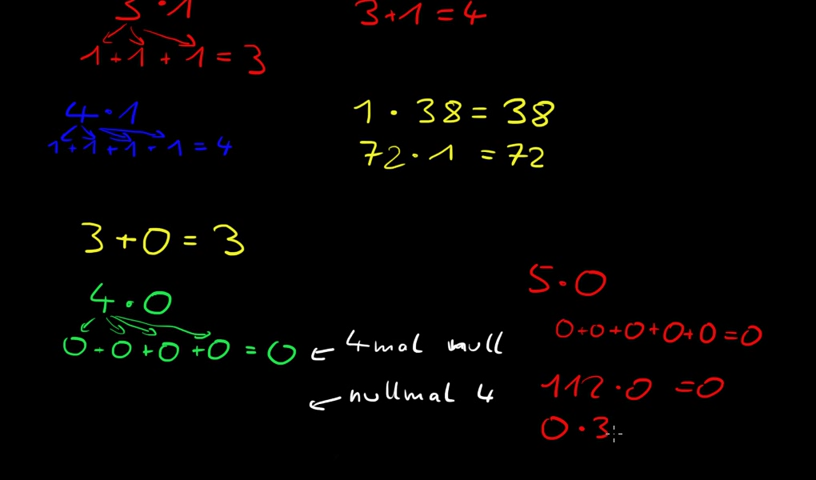 3 · 1
1+1+1=3
3+1=4
4·1
1+1+1+1=4
1 · 38 = 38
72·1 = 72
3+0=3
4·0
0+0+0+0=0
4mal null
nullmal 4
5·0
0+0+0+0+0=0
112·0 =0
0·3